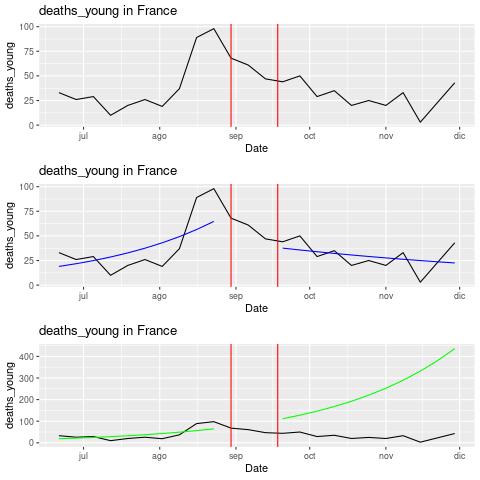 deaths_young in France
100
75
50
25
0
deaths_young
jul ago sep oct nov dic
Date
deaths_young in France
100
75
50
25
0
deaths_young
jul ago sep oct nov dic
Date
deaths_young in France
400
300
200
100
0
deaths_young
jul ago sep oct nov dic
Date